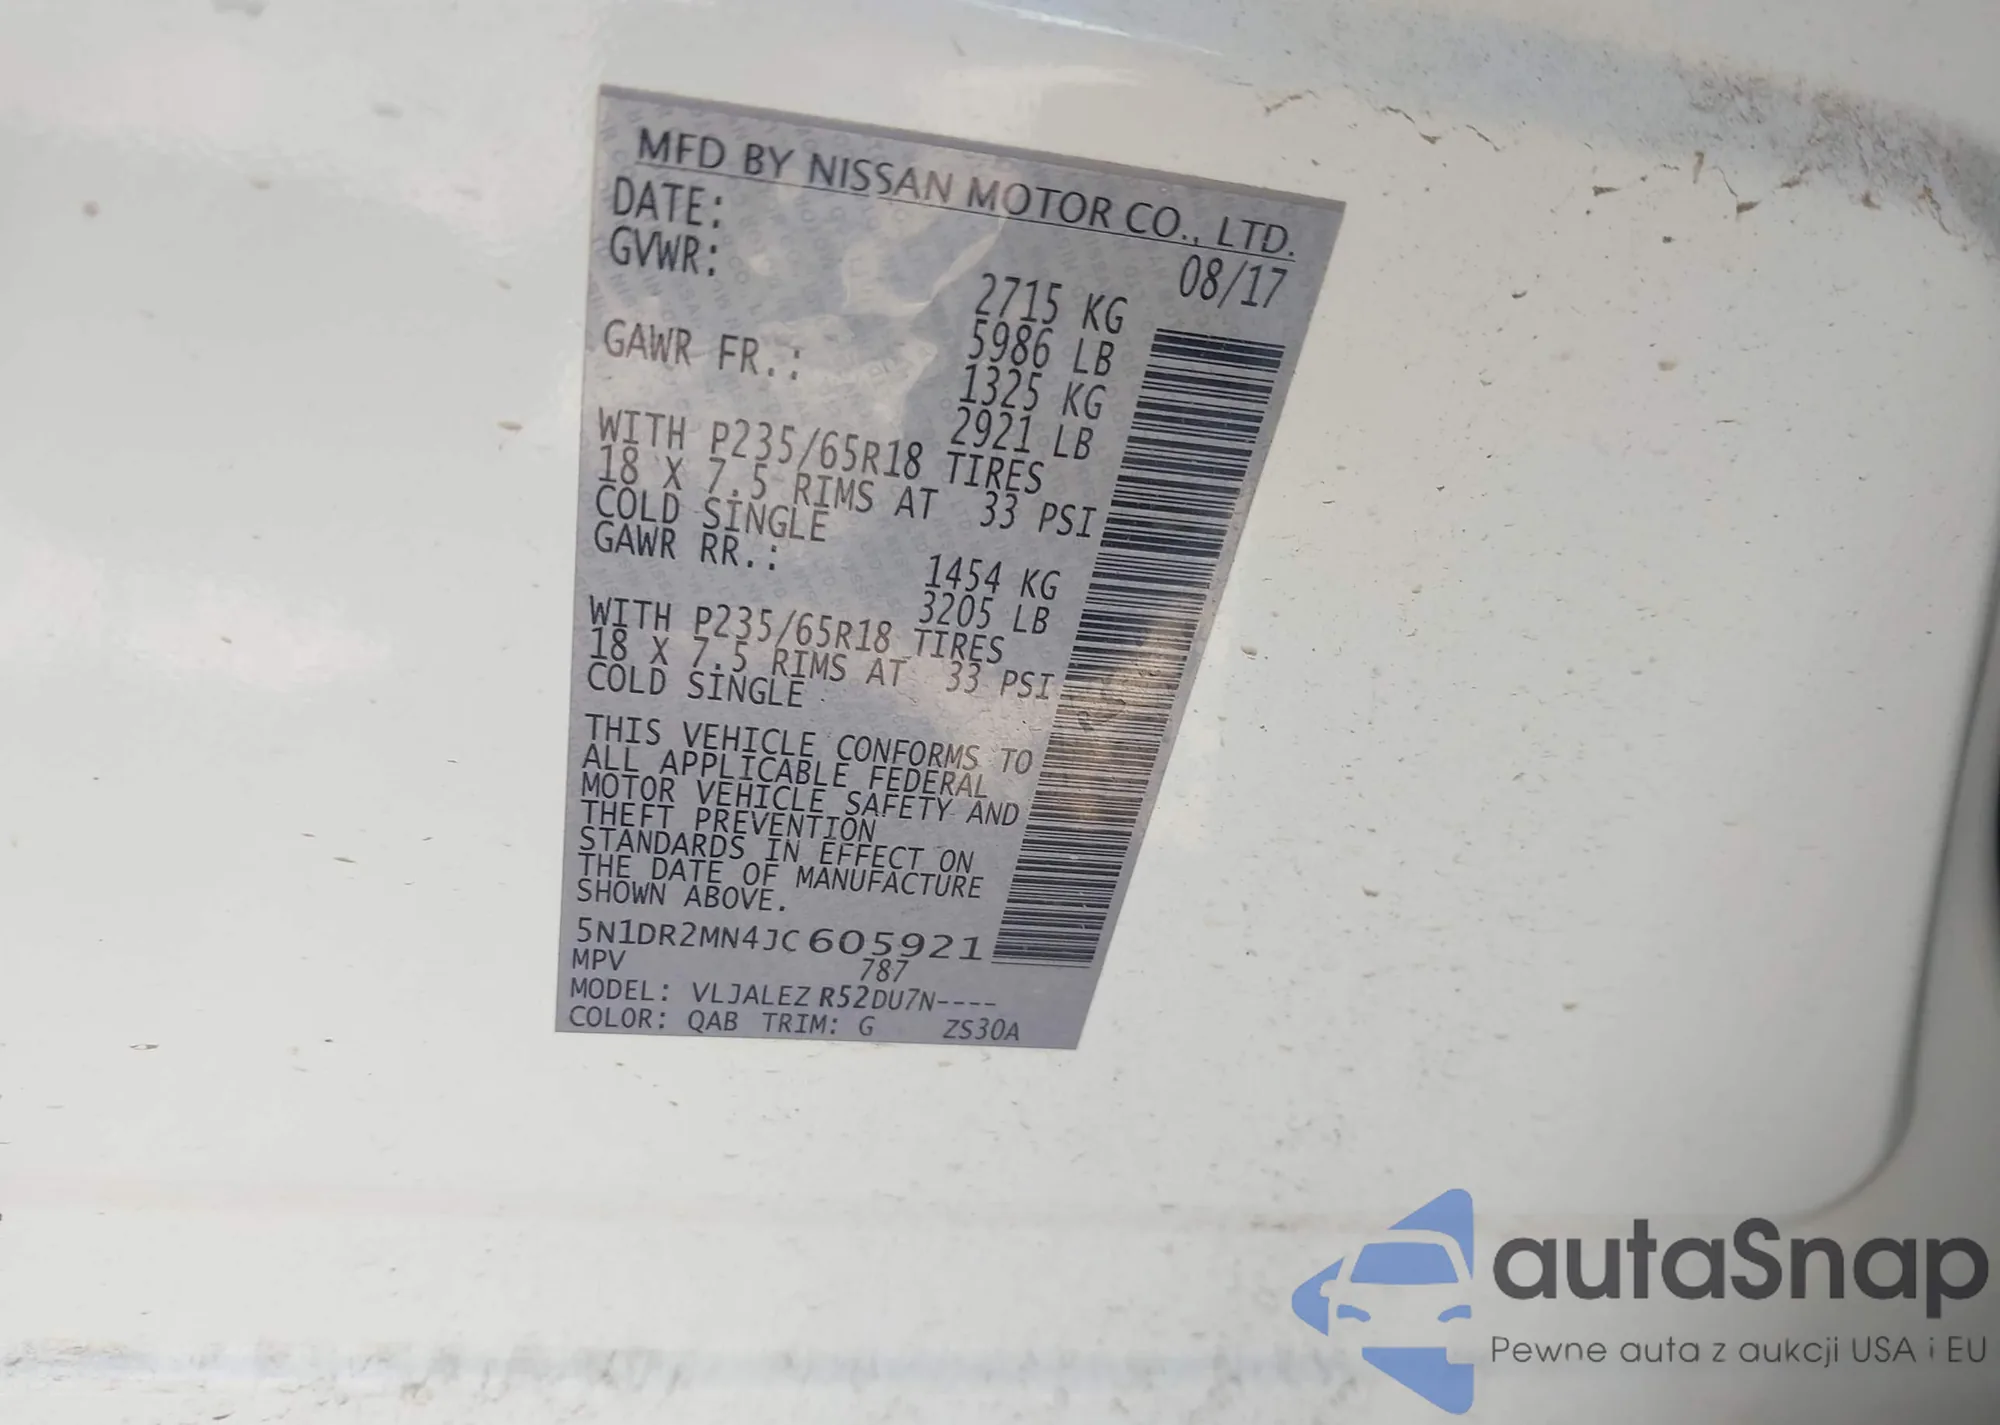 MFD BY NISSAN MOTOR CO., LTD.
DATE: 08/17
GVWR: 2715 KG
5986 LB
GAWR FR.: 1325 KG
2921 LB
WITH P235/65R18 TIRES
18 X 7.5 RIMS AT 33 PSI
COLD SINGLE
GAWR RR.: 1454 KG
3205 LB
WITH P235/65R18 TIRES
18 X 7.5 RIMS AT 33 PSI
COLD SINGLE
THIS VEHICLE CONFORMS TO
ALL APPLICABLE FEDERAL
MOTOR VEHICLE SAFETY AND
THEFT PREVENTION
STANDARDS IN EFFECT ON
THE DATE OF MANUFACTURE
SHOWN ABOVE.
5N1DR2MN4JC605921
MPV 787
MODEL: VLJALEZ R52DU7N----
COLOR: QAB TRIM: G ZS30A
autaSnap
Pewne auta z aukcji USA i EU